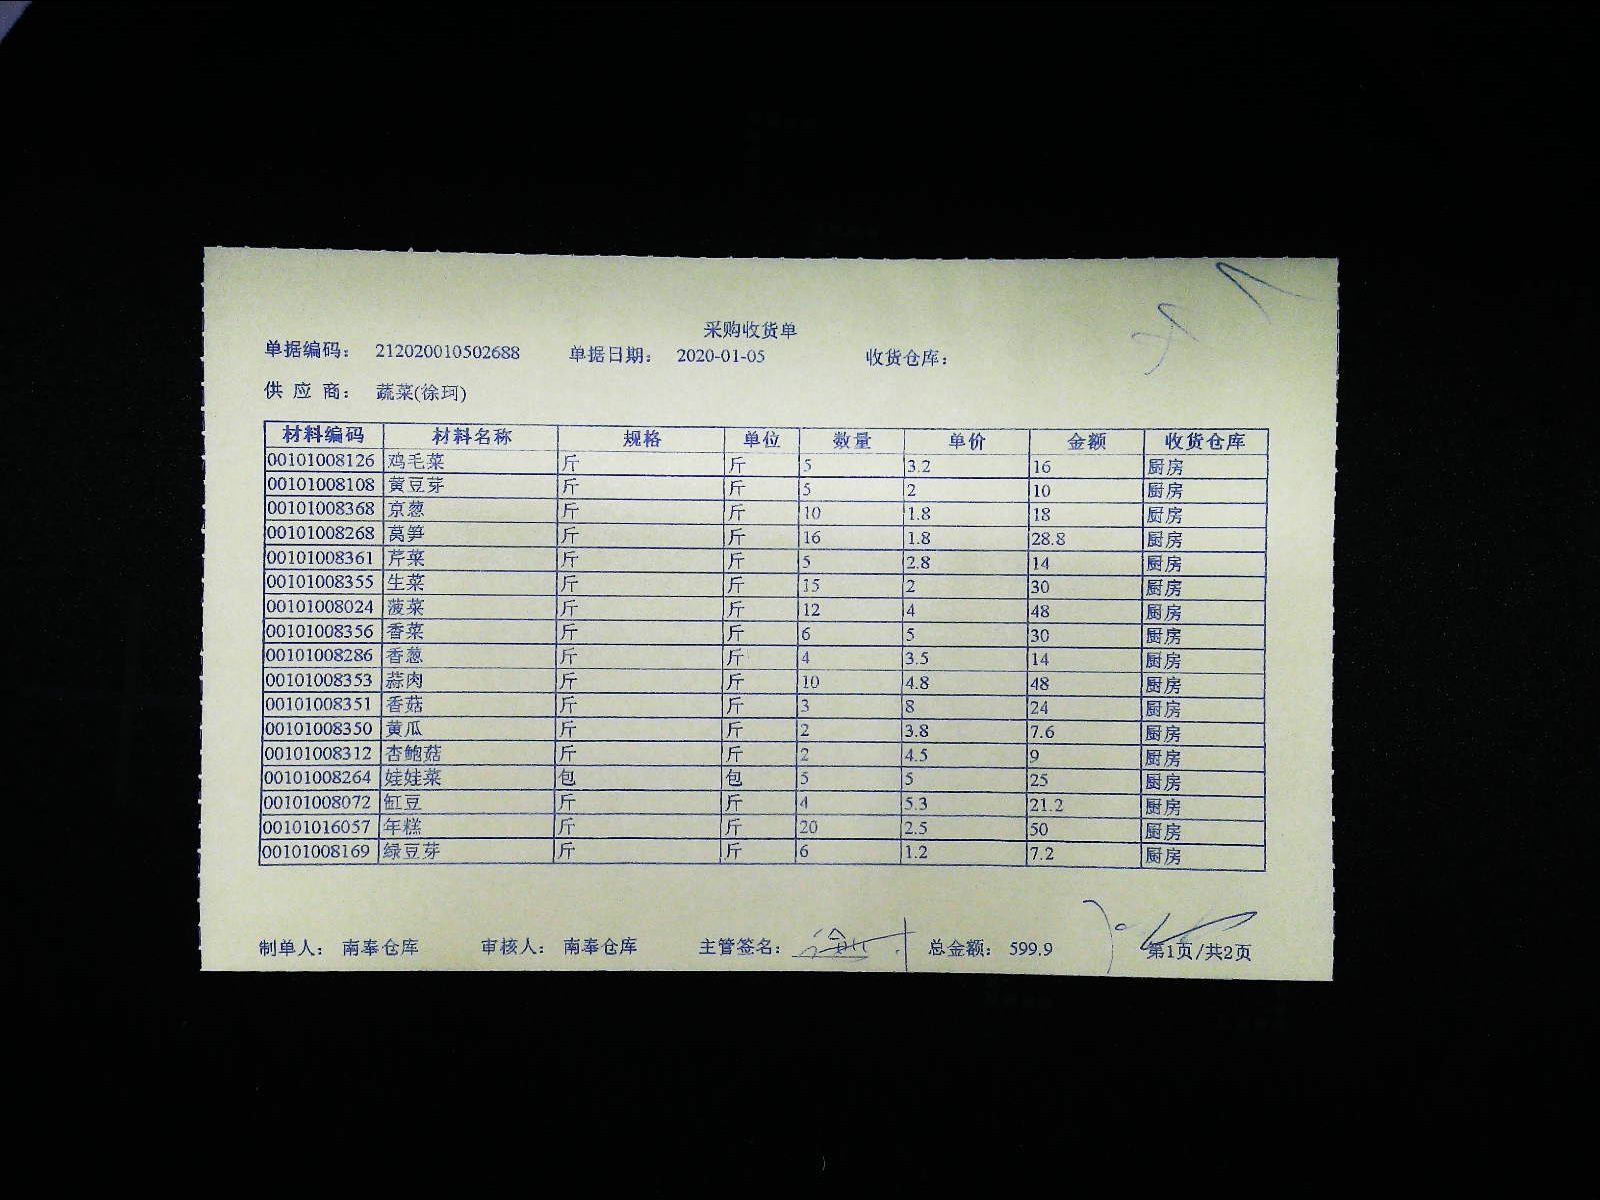 采购收货单
单据编码： 212020010502688 单据日期： 2020-01-05 收货仓库：
供 应 商： 蔬菜(徐珂)
材料编码 材料名称 规格 单位 数量 单价 金额 收货仓库
00101008126 鸡毛菜 斤 斤 5 3.2 16 厨房
00101008108 黄豆芽 斤 斤 5 2 10 厨房
00101008368 京葱 斤 斤 10 1.8 18 厨房
00101008268 莴笋 斤 斤 16 1.8 28.8 厨房
00101008361 芹菜 斤 斤 5 2.8 14 厨房
00101008355 生菜 斤 斤 15 2 30 厨房
00101008024 菠菜 斤 斤 12 4 48 厨房
00101008356 香菜 斤 斤 6 5 30 厨房
00101008286 香葱 斤 斤 4 3.5 14 厨房
00101008353 蒜肉 斤 斤 10 4.8 48 厨房
00101008351 香菇 斤 斤 3 8 24 厨房
00101008350 黄瓜 斤 斤 2 3.8 7.6 厨房
00101008312 杏鲍菇 斤 斤 2 4.5 9 厨房
00101008264 娃娃菜 包 包 5 5 25 厨房
00101008072 缸豆 斤 斤 4 5.3 21.2 厨房
00101016057 年糕 斤 斤 20 2.5 50 厨房
00101008169 绿豆芽 斤 斤 6 1.2 7.2 厨房
制单人： 南奉仓库 审核人： 南奉仓库 主管签名： 总金额： 599.9 第1页/共2页